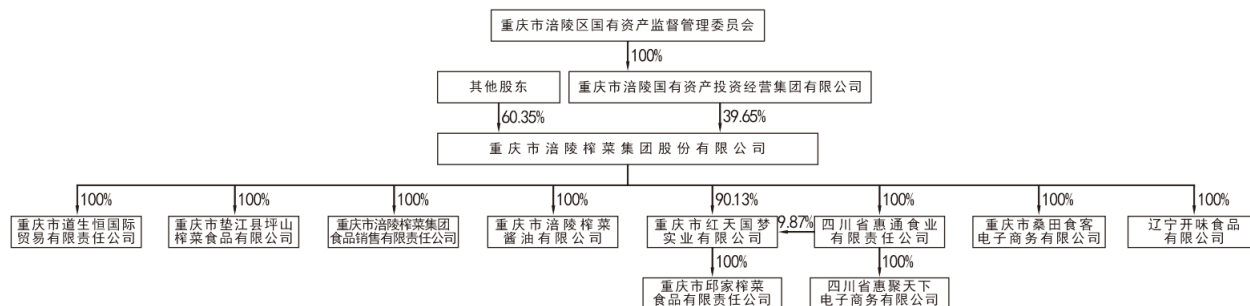 重庆市涪陵区国有资产监督管理委员会
100%
其他股东
重庆市涪陵国有资产投资经营集团有限公司
60.35%
39.65%
重庆市涪陵榨菜集团股份有限公司
100%
100%
100%
100%
90.13%
100%
100%
100%
重庆市道生恒国际
贸易有限责任公司
重庆市垫江县坪山
榨菜食品有限公司
重庆市涪陵榨菜集团
食品销售有限责任公司
重庆市涪陵榨菜
酱油有限公司
重庆市红天国梦
实业有限公司
9.87%
四川省惠通食业
有限责任公司
重庆市桑田食客
电子商务有限公司
辽宁开味食品
有限公司
100%
100%
重庆市邱家榨菜
食品有限责任公司
四川省惠聚天下
电子商务有限公司